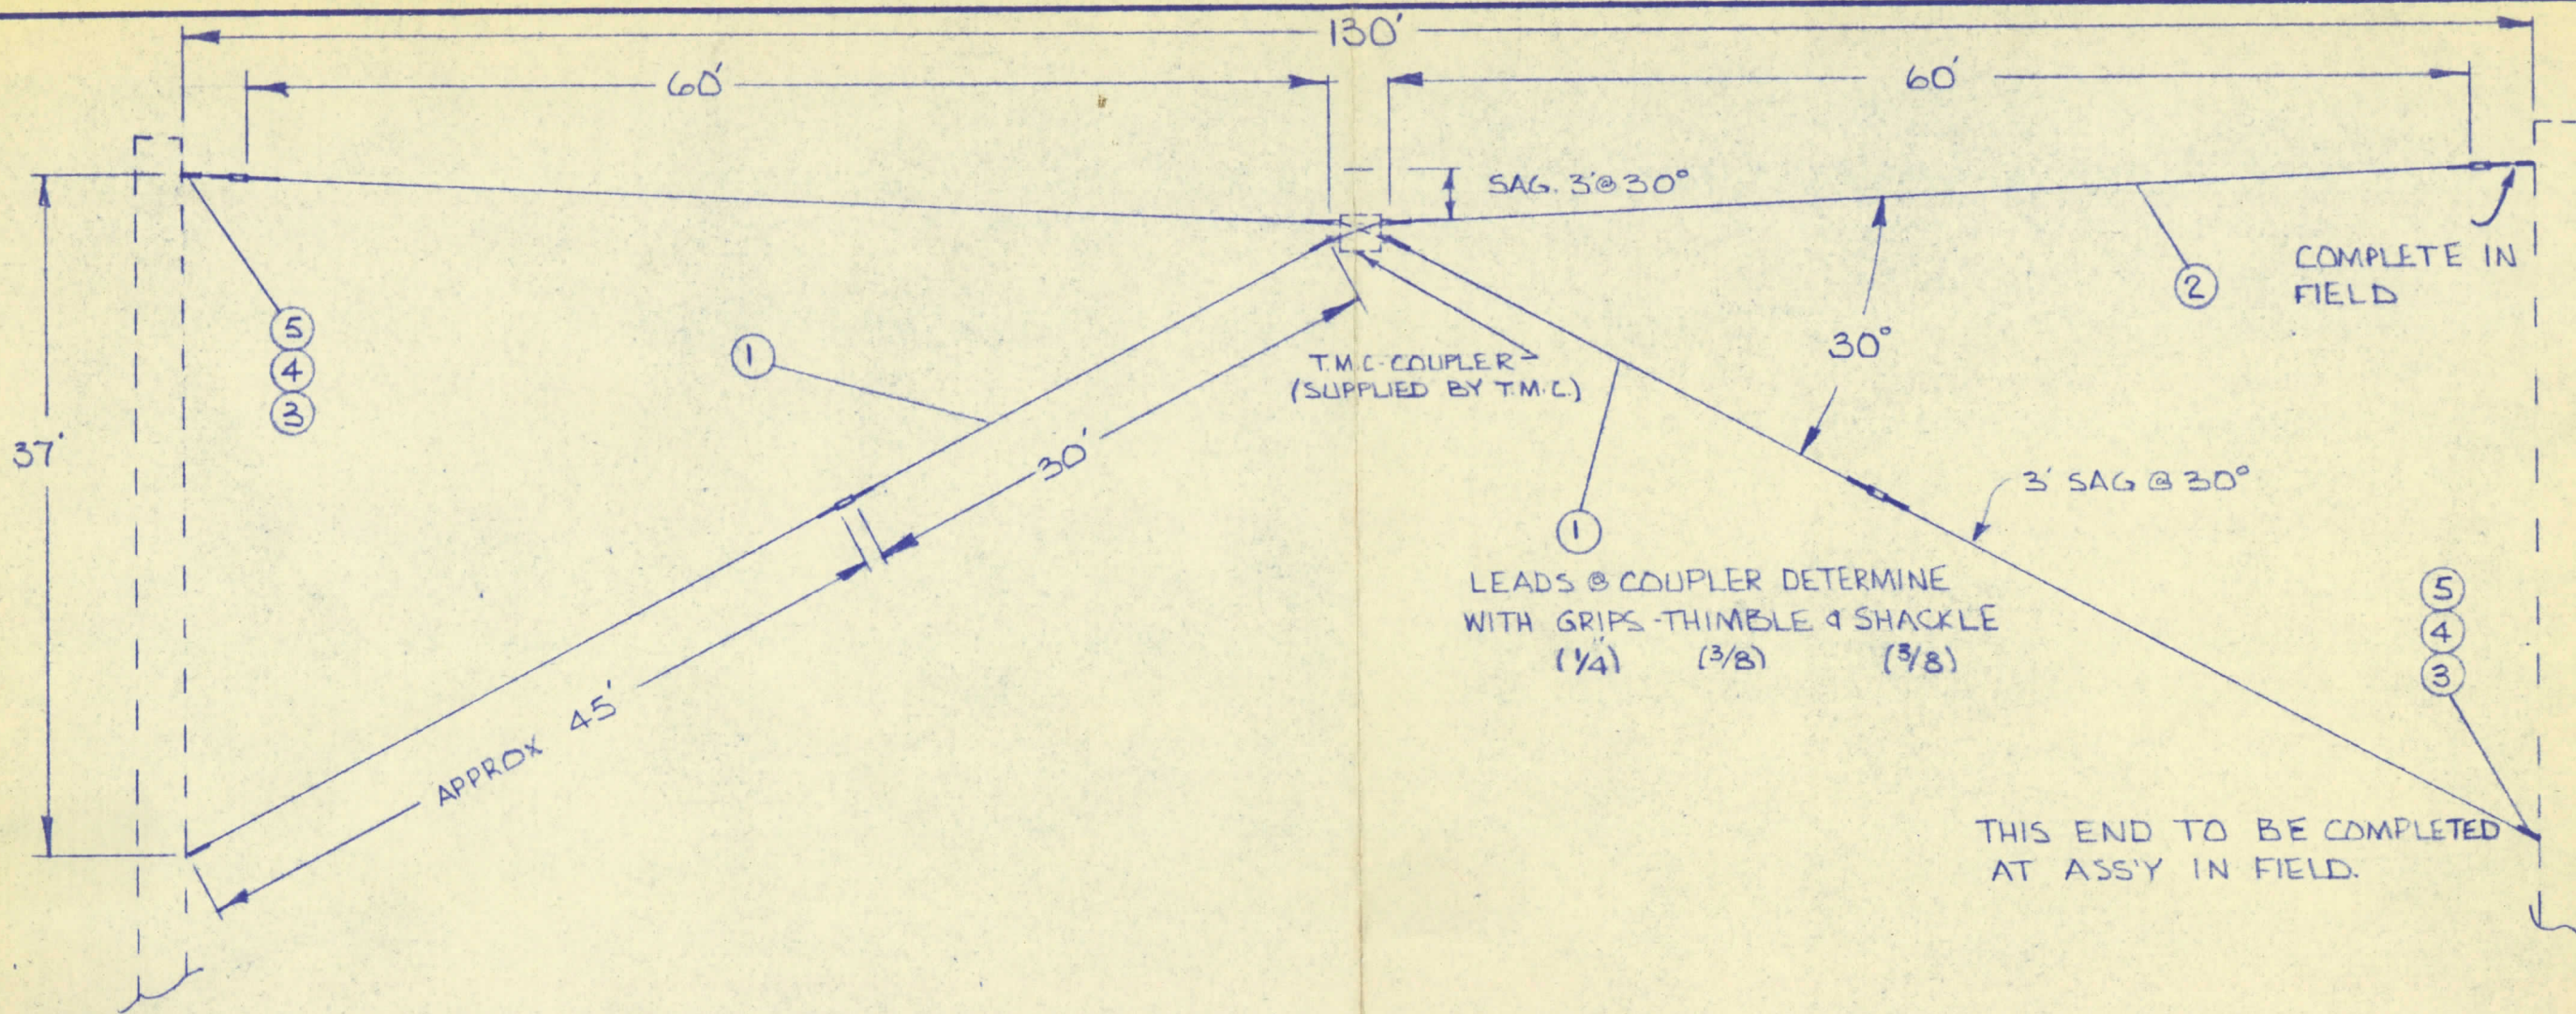 130'
60'
60'
SAG. 3'@30°
COMPLETE IN
FIELD
2
5
4
3
1
30°
T.M.C-COUPLER
(SUPPLIED BY T.M.C.)
37'
30'
3' SAG @ 30°
1
LEADS @ COUPLER DETERMINE
WITH GRIPS-THIMBLE & SHACKLE
(1/4") (3/8) (3/8)
5
4
3
APPROX 45'
THIS END TO BE COMPLETED
AT ASS'Y IN FIELD.